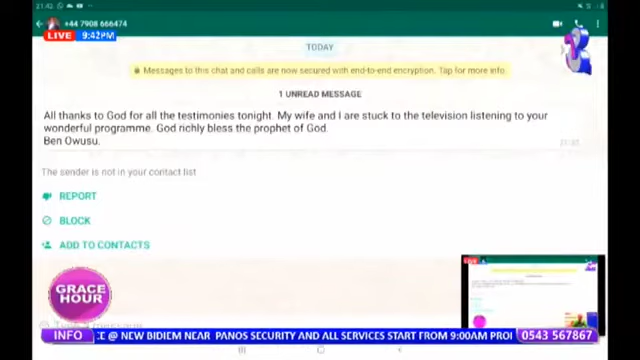 21:42
+44 7908 666474
LIVE 9:42PM
TODAY
Messages to this chat and calls are now secured with end-to-end encryption. Tap for more info.
1 UNREAD MESSAGE
All thanks to God for all the testimonies tonight. My wife and I are stuck to the television listening to your
wonderful programme. God richly bless the prophet of God.
Ben Owusu.
The sender is not in your contact list
REPORT
BLOCK
ADD TO CONTACTS
GRACE
HOUR
INFO
CE @ NEW BIDIEM NEAR PANOS SECURITY AND ALL SERVICES START FROM 9:00AM PROI
0543 567867